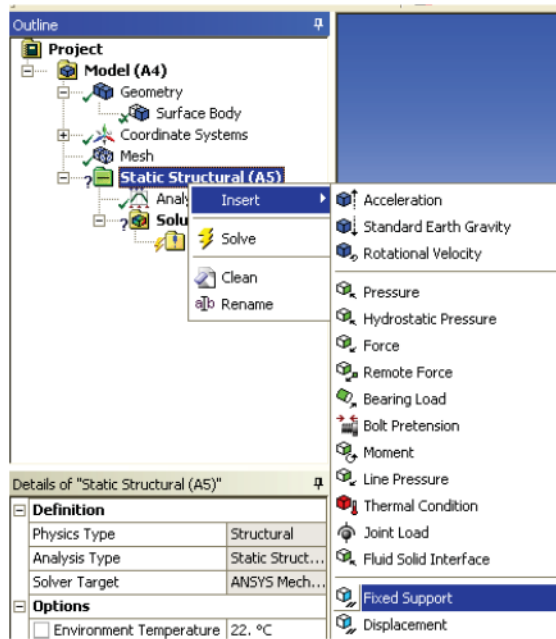 Outline
Project
Model (A4)
Geometry
Surface Body
Coordinate Systems
Mesh
Static Structural (A5)
Analy
Solu
Insert
Solve
Clean
Rename
Acceleration
Standard Earth Gravity
Rotational Velocity
Pressure
Hydrostatic Pressure
Force
Remote Force
Bearing Load
Bolt Pretension
Moment
Line Pressure
Thermal Condition
Joint Load
Fluid Solid Interface
Fixed Support
Displacement
Details of "Static Structural (A5)"
Definition
Physics Type Structural
Analysis Type Static Struct...
Solver Target ANSYS Mech...
Options
Environment Temperature 22. °C